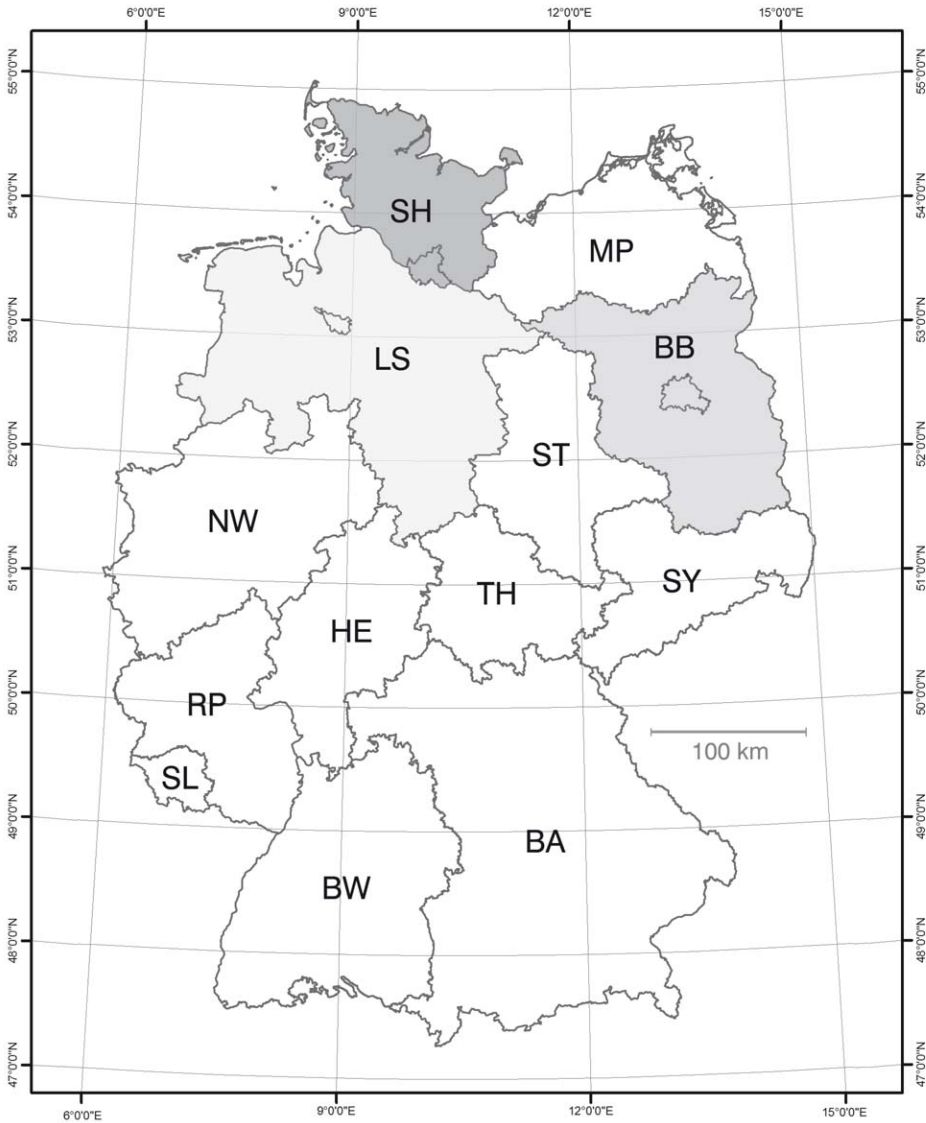 6°0'0"E 9°0'0"E 12°0'0"E 15°0'0"E
55°0'0"N 55°0'0"N
54°0'0"N 54°0'0"N
SH
MP
53°0'0"N 53°0'0"N
BB
LS
52°0'0"N 52°0'0"N
ST
NW
51°0'0"N 51°0'0"N
SY
TH
HE
50°0'0"N 50°0'0"N
RP
100 km
SL
49°0'0"N 49°0'0"N
BA
BW
48°0'0"N 48°0'0"N
47°0'0"N 47°0'0"N
6°0'0"E 9°0'0"E 12°0'0"E 15°0'0"E